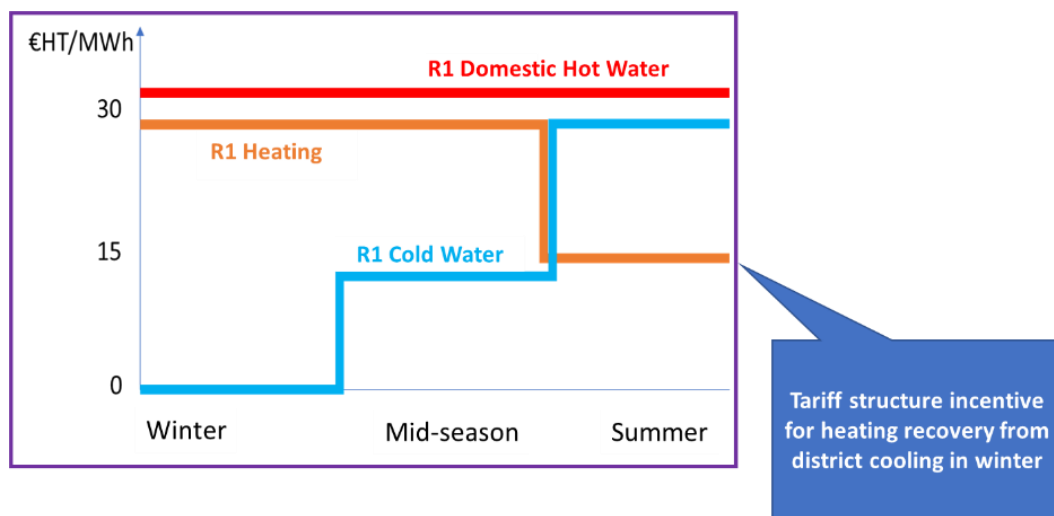 €HT/MWh
R1 Domestic Hot Water
30
R1 Heating
15
R1 Cold Water
0
Winter
Mid-season
Summer
Tariff structure incentive
for heating recovery from
district cooling in winter